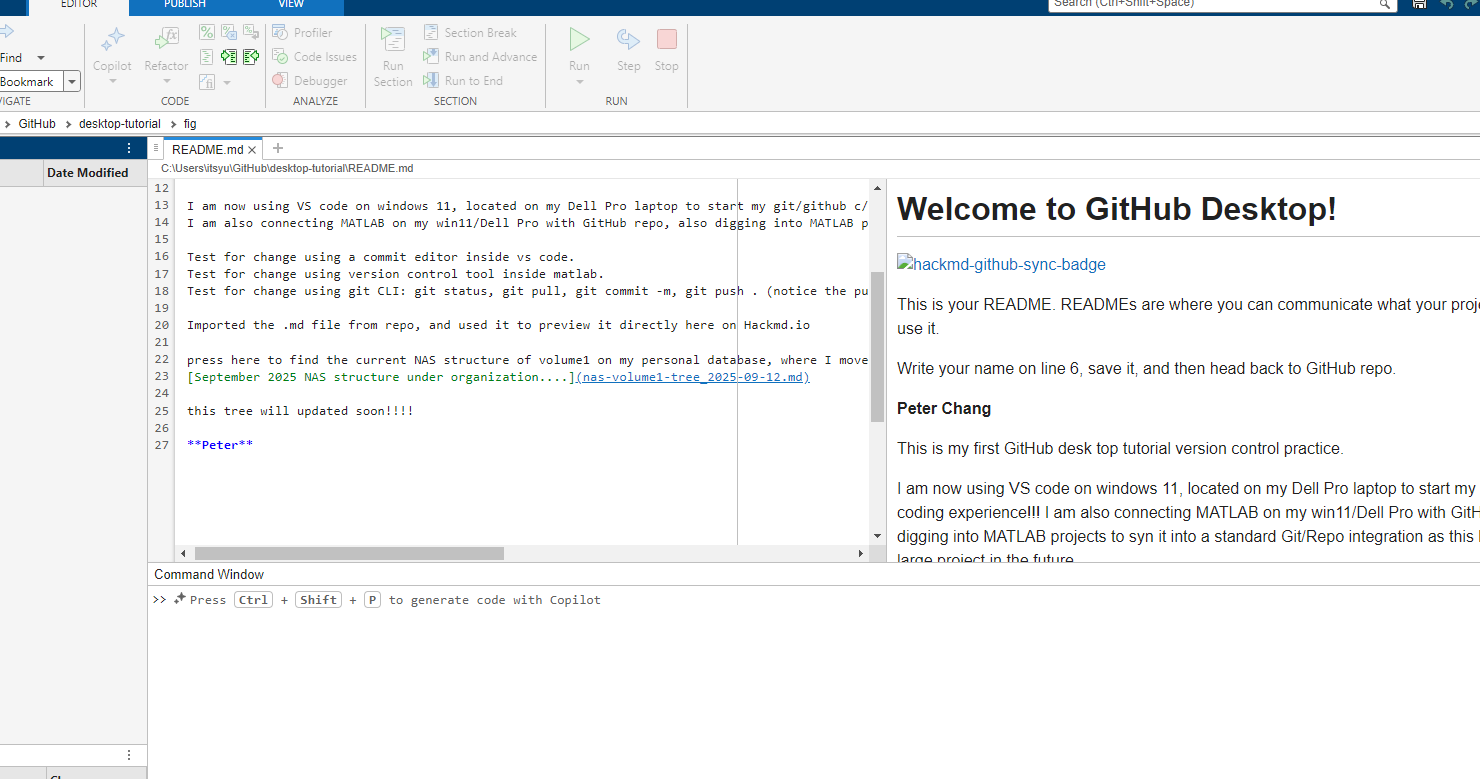 EDITOR PUBLISH VIEW
Search (Ctrl+Shift+Space)
Find
Bookmark
Copilot
Refactor
Profiler
Code Issues
Debugger
Run
Section
Section Break
Run and Advance
Run to End
Run
Step
Stop
CODE ANALYZE SECTION RUN
GitHub desktop-tutorial fig
Date Modified
README.md
C:\Users\itsyu\GitHub\desktop-tutorial\README.md
12
13 I am now using VS code on windows 11, located on my Dell Pro laptop to start my git/github c/
14 I am also connecting MATLAB on my win11/Dell Pro with GitHub repo, also digging into MATLAB p
15
16 Test for change using a commit editor inside vs code.
17 Test for change using version control tool inside matlab.
18 Test for change using git CLI: git status, git pull, git commit -m, git push . (notice the pu
19
20 Imported the .md file from repo, and used it to preview it directly here on Hackmd.io
21
22 press here to find the current NAS structure of volume1 on my personal database, where I move
23 [September 2025 NAS structure under organization....](nas-volume1-tree_2025-09-12.md)
24
25 this tree will updated soon!!!!
26
27 **Peter**
Welcome to GitHub Desktop!
hackmd-github-sync-badge
This is your README. READMEs are where you can communicate what your proj
use it.
Write your name on line 6, save it, and then head back to GitHub repo.
Peter Chang
This is my first GitHub desk top tutorial version control practice.
I am now using VS code on windows 11, located on my Dell Pro laptop to start my
coding experience!!! I am also connecting MATLAB on my win11/Dell Pro with GitH
digging into MATLAB projects to syn it into a standard Git/Repo integration as this
large project in the future
Command Window
>> Press Ctrl + Shift + P to generate code with Copilot